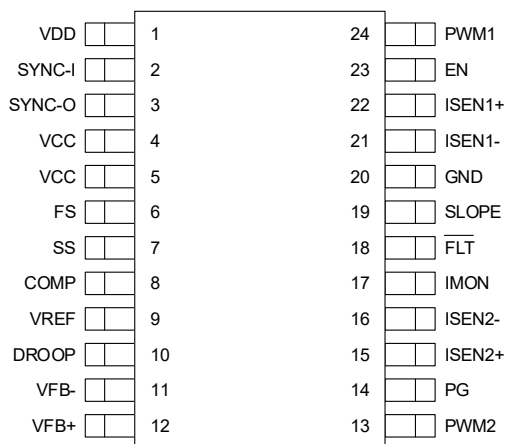 VDD 1 24 PWM1
SYNC-I 2 23 EN
SYNC-O 3 22 ISEN1+
VCC 4 21 ISEN1-
VCC 5 20 GND
FS 6 19 SLOPE
SS 7 18 FLT
COMP 8 17 IMON
VREF 9 16 ISEN2-
DROOP 10 15 ISEN2+
VFB- 11 14 PG
VFB+ 12 13 PWM2